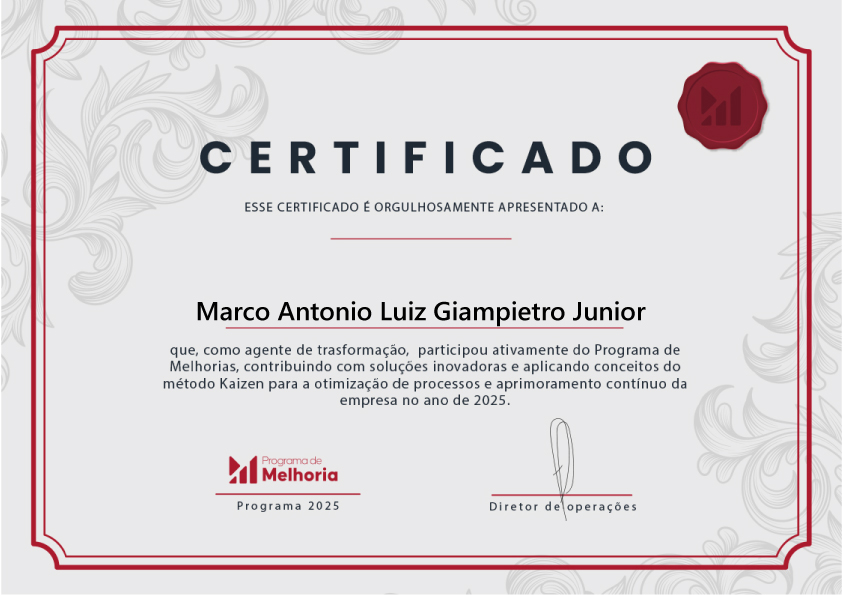 CERTIFICADO
ESSE CERTIFICADO É ORGULHOSAMENTE APRESENTADO A:
Marco Antonio Luiz Giampietro Junior
que, como agente de trasformação, participou ativamente do Programa de
Melhorias, contribuindo com soluções inovadoras e aplicando conceitos do
método Kaizen para a otimização de processos e aprimoramento contínuo da
empresa no ano de 2025.
Programa de
Melhoria
Programa 2025
Diretor de operações